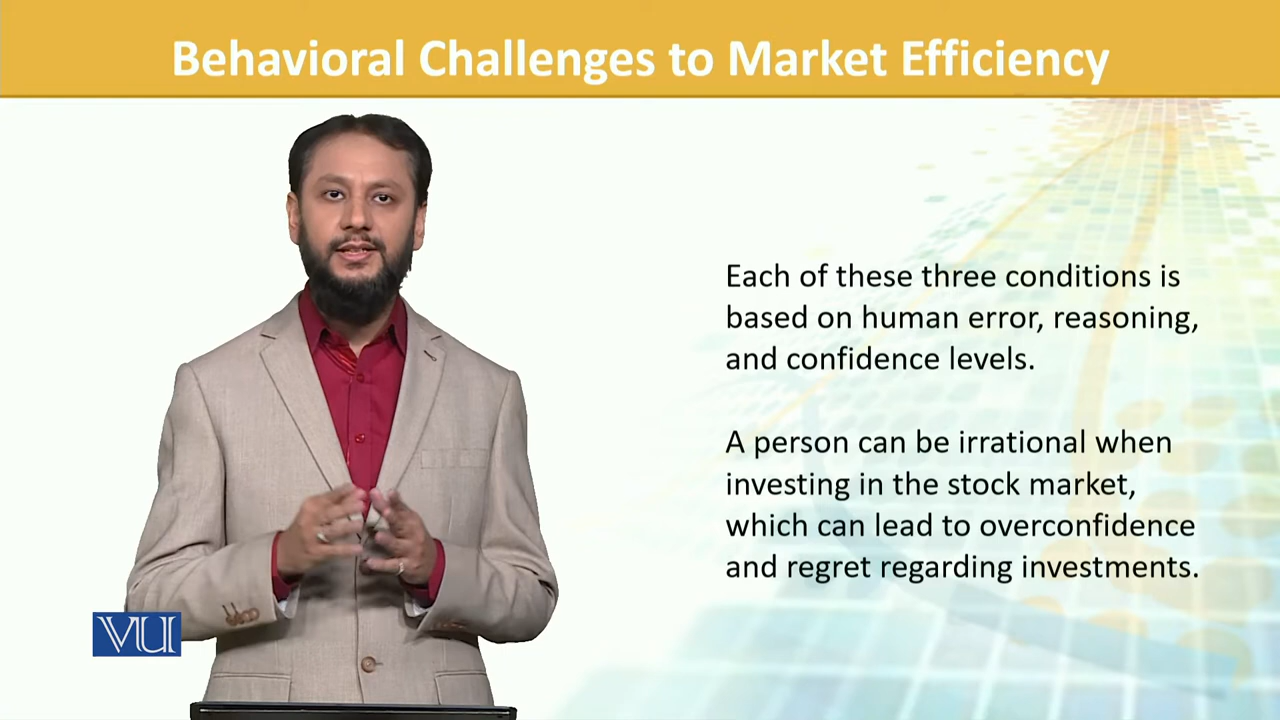 Behavioral Challenges to Market Efficiency
Each of these three conditions is
based on human error, reasoning,
and confidence levels.
A person can be irrational when
investing in the stock market,
which can lead to overconfidence
and regret regarding investments.
VU